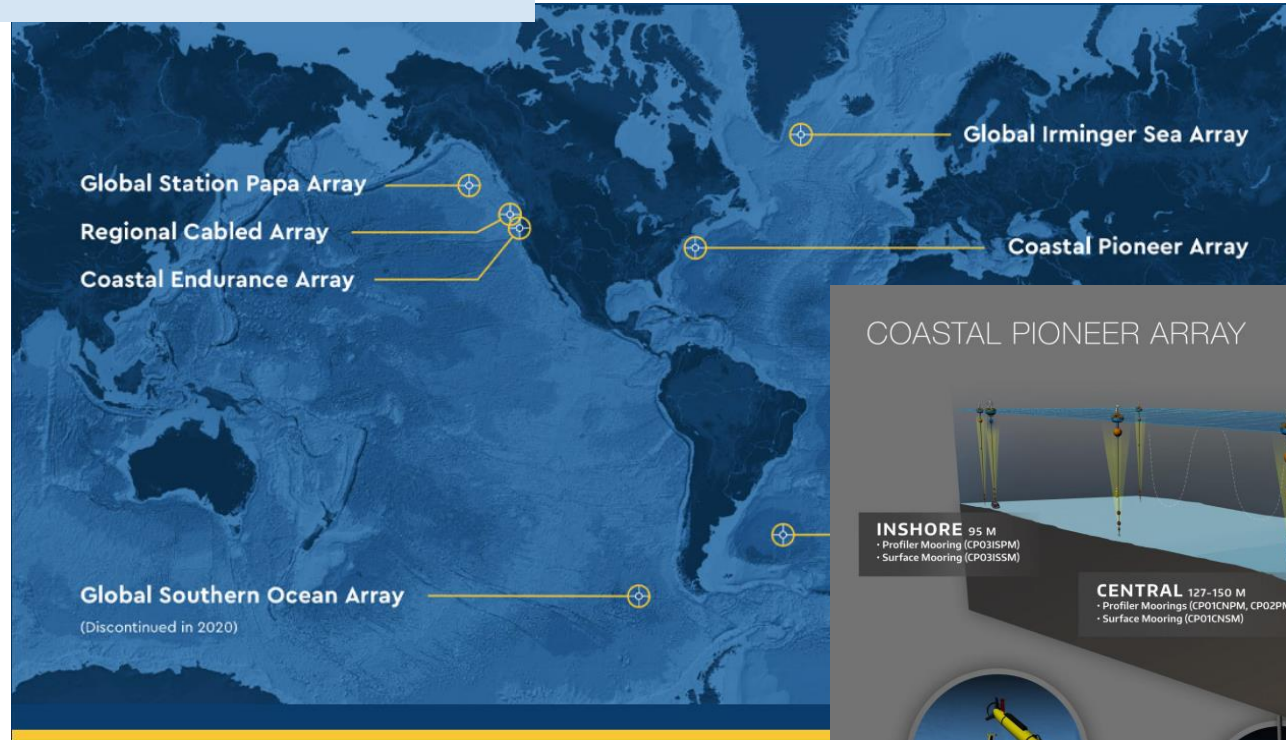 Global Irminger Sea Array
Global Station Papa Array
Regional Cabled Array
Coastal Pioneer Array
Coastal Endurance Array
Global Southern Ocean Array
(Discontinued in 2020)
COASTAL PIONEER ARRAY
INSHORE 95 M
• Profiler Mooring (CP03ISPM)
• Surface Mooring (CP03ISSM)
CENTRAL 127-150 M
• Profiler Moorings (CP01CNPM, CP02PM
• Surface Mooring (CP01CNSM)